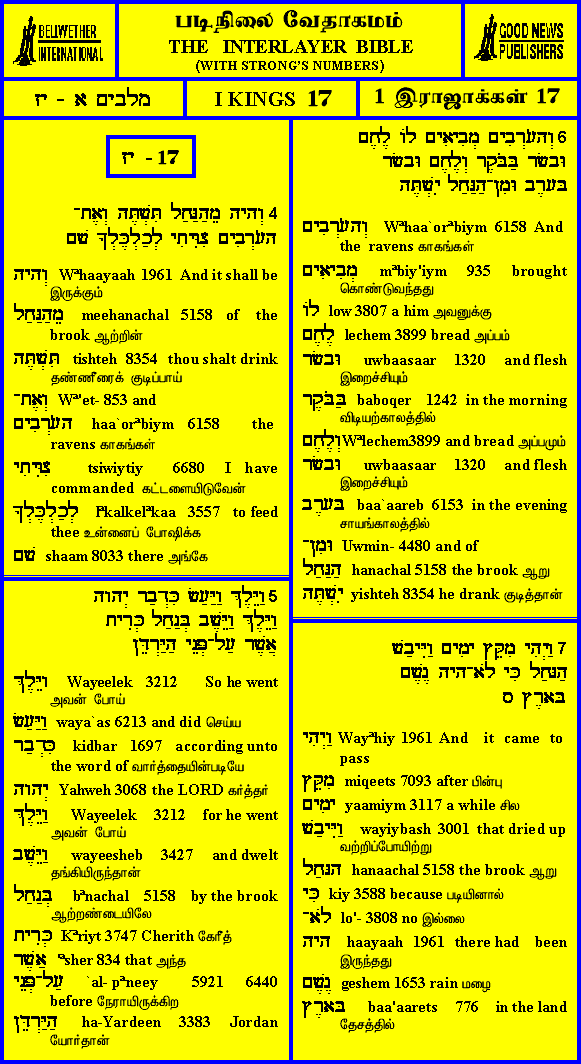 BELLWETHER
INTERNATIONAL
படிநிலை வேதாகமம்
THE INTERLAYER BIBLE
(WITH STRONG'S NUMBERS)
GOOD NEWS
PUBLISHERS
מלכים א - יז
I KINGS 17
1 இராஜாக்கள் 17
יז - 17
4 וְהָיָה מֵהַנַּחַל תִּשְׁתֶּה וְאֶת־
הָעֹרְבִים צִוִּיתִי לְכַלְכֶּלְךָ שָׁם
וְהָיָה Wᵃhaayaah 1961 And it shall be
இருக்கும்
מֵהַנַּחַל meehanachal 5158 of the
brook ஆற்றின்
תִּשְׁתֶּה tishteh 8354 thou shalt drink
தண்ணீரைக் குடிப்பாய்
וְאֶת־ Wᵃ'et- 853 and
הָעֹרְבִים haa`orᵃbiym 6158 the
ravens காகங்கள்
צִוִּיתִי tsiwiytiy 6680 I have
commanded கட்டளையிடுவேன்
לְכַלְכֶּלְךָ lᵃkalkelᵃkaa 3557 to feed
thee உன்னைப் போஷிக்க
שָׁם shaam 8033 there அங்கே
5 וַיֵּלֶךְ וַיַּעַשׂ כִּדְבַר יְהוָה
וַיֵּלֶךְ וַיֵּשֶׁב בְּנַחַל כְּרִית
אֲשֶׁר עַל־פְּנֵי הַיַּרְדֵּן
וַיֵּלֶךְ Wayeelek 3212 So he went
அவன் போய்
וַיַּעַשׂ waya`as 6213 and did செய்ய
כִּדְבַר kidbar 1697 according unto
the word of வார்த்தையின்படியே
יְהוָה Yahweh 3068 the LORD கர்த்தர்
וַיֵּלֶךְ Wayeelek 3212 for he went
அவன் போய்
וַיֵּשֶׁב wayeesheb 3427 and dwelt
தங்கியிருந்தான்
בְּנַחַל bᵃnachal 5158 by the brook
ஆற்றண்டையிலே
כְּרִית Kᵃriyt 3747 Cherith கேரீத்
אֲשֶׁר ᵃsher 834 that அந்த
עַל־פְּנֵי `al- pᵃneey 5921 6440
before நேராயிருக்கிற
הַיַּרְדֵּן ha-Yardeen 3383 Jordan
யோர்தான்
6 וְהָעֹרְבִים מְבִיאִים לוֹ לֶחֶם
וּבָשָׂר בַּבֹּקֶר וְלֶחֶם וּבָשָׂר
בָּעָרֶב וּמִן־הַנַּחַל יִשְׁתֶּה
וְהָעֹרְבִים Wᵃhaa`orᵃbiym 6158 And
the ravens காகங்கள்
מְבִיאִים mᵃbiy'iym 935 brought
கொண்டுவந்தது
לוֹ low 3807 a him அவனுக்கு
לֶחֶם lechem 3899 bread அப்பம்
וּבָשָׂר uwbaasaar 1320 and flesh
இறைச்சியும்
בַּבֹּקֶר baboqer 1242 in the morning
விடியற்காலத்தில்
וְלֶחֶם Wᵃlechem3899 and bread அப்பமும்
וּבָשָׂר uwbaasaar 1320 and flesh
இறைச்சியும்
בָּעָרֶב baa`aareb 6153 in the evening
சாயங்காலத்தில்
וּמִן־ Uwmin- 4480 and of
הַנַּחַל hanachal 5158 the brook ஆறு
יִשְׁתֶּה yishteh 8354 he drank குடித்தான்
7 וַיְהִי מִקֵּץ יָמִים וַיִּיבַשׁ
הַנָּחַל כִּי לֹא־הָיָה גֶשֶׁם
בָּאָרֶץ ס
וַיְהִי Wayᵃhiy 1961 And it came to
pass
מִקֵּץ miqeets 7093 after பின்பு
יָמִים yaamiym 3117 a while சில
וַיִּיבַשׁ wayiybash 3001 that dried up
வற்றிப்போயிற்று
הַנָּחַל hanaachal 5158 the brook ஆறு
כִּי kiy 3588 because படியினால்
לֹא־ lo'- 3808 no இல்லை
הָיָה haayaah 1961 there had been
இருந்தது
גֶשֶׁם geshem 1653 rain மழை
בָּאָרֶץ baa'aarets 776 in the land
தேசத்தில்